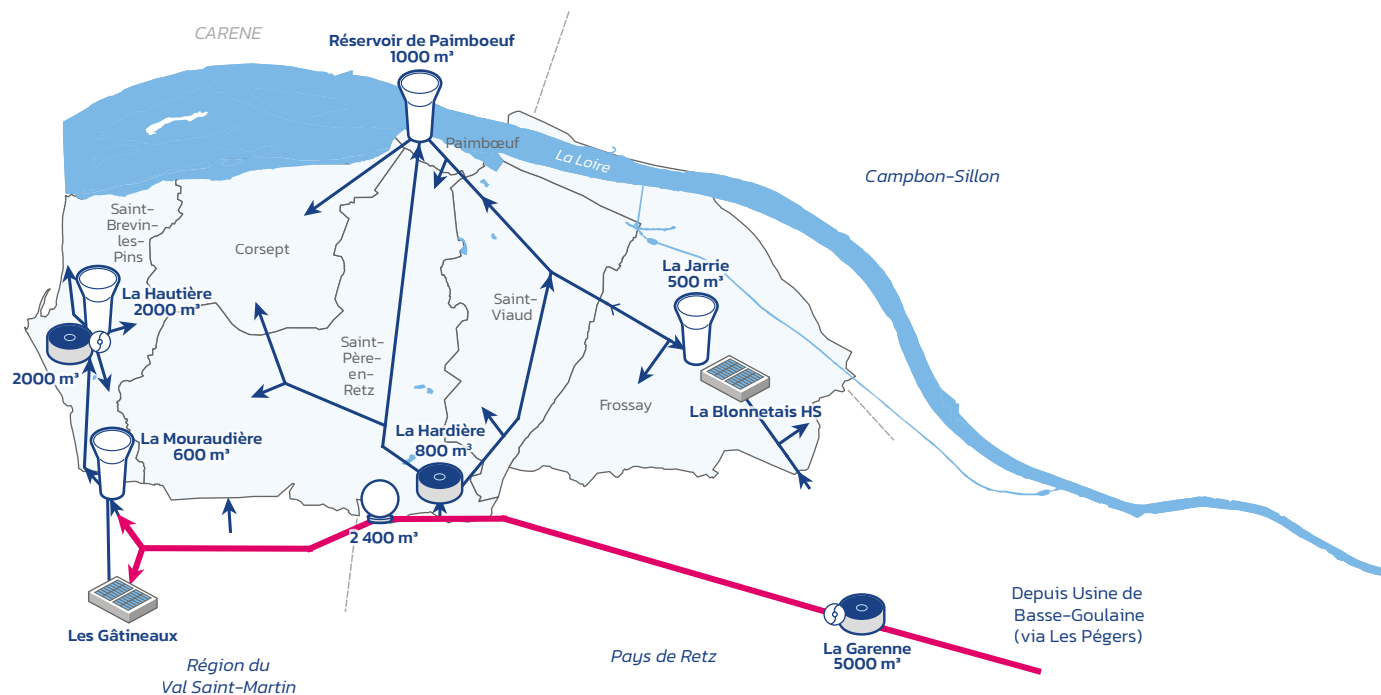 CARENE
Réservoir de Paimboeuf
1000 m³
Paimbœuf
La Loire
Campbon-Sillon
Saint-
Brevin-
les-
Pins
Corsept
La Jarrie
500 m³
La Hautière
2000 m³
Saint-
Viaud
Saint-
Père-
en-
Retz
2000 m³
Frossay
La Blonnetais HS
La Mouraudière
600 m³
La Hardière
800 m³
2 400 m³
Les Gâtineaux
Depuis Usine de
Basse-Goulaine
(via Les Pégers)
La Garenne
5000 m³
Pays de Retz
Région du
Val Saint-Martin